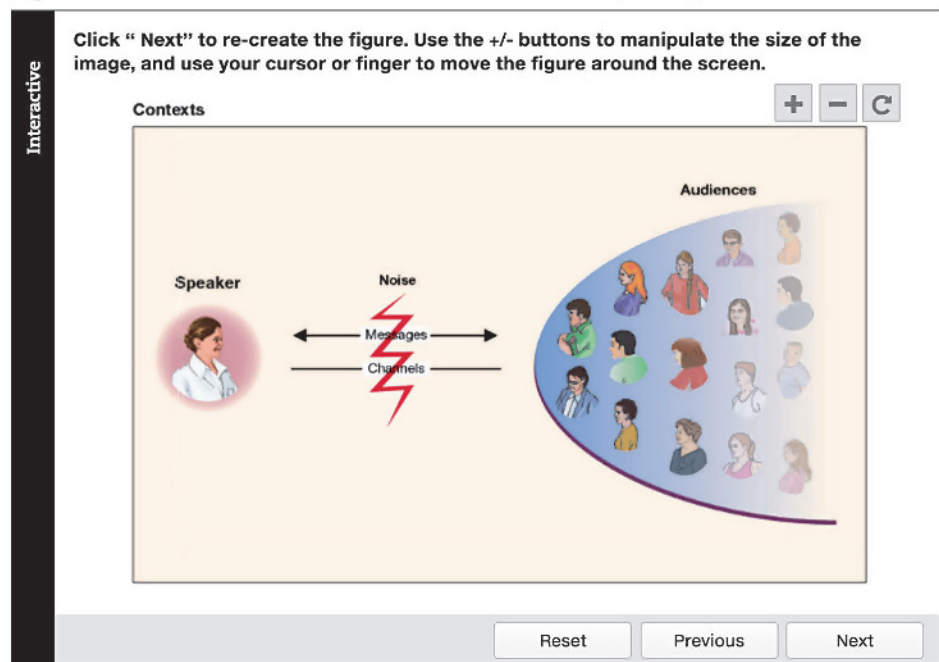 Interactive
Click “ Next” to re-create the figure. Use the +/- buttons to manipulate the size of the
image, and use your cursor or finger to move the figure around the screen.
Contexts
Audiences
Speaker
Noise
Messages
Channels
Reset
Previous
Next